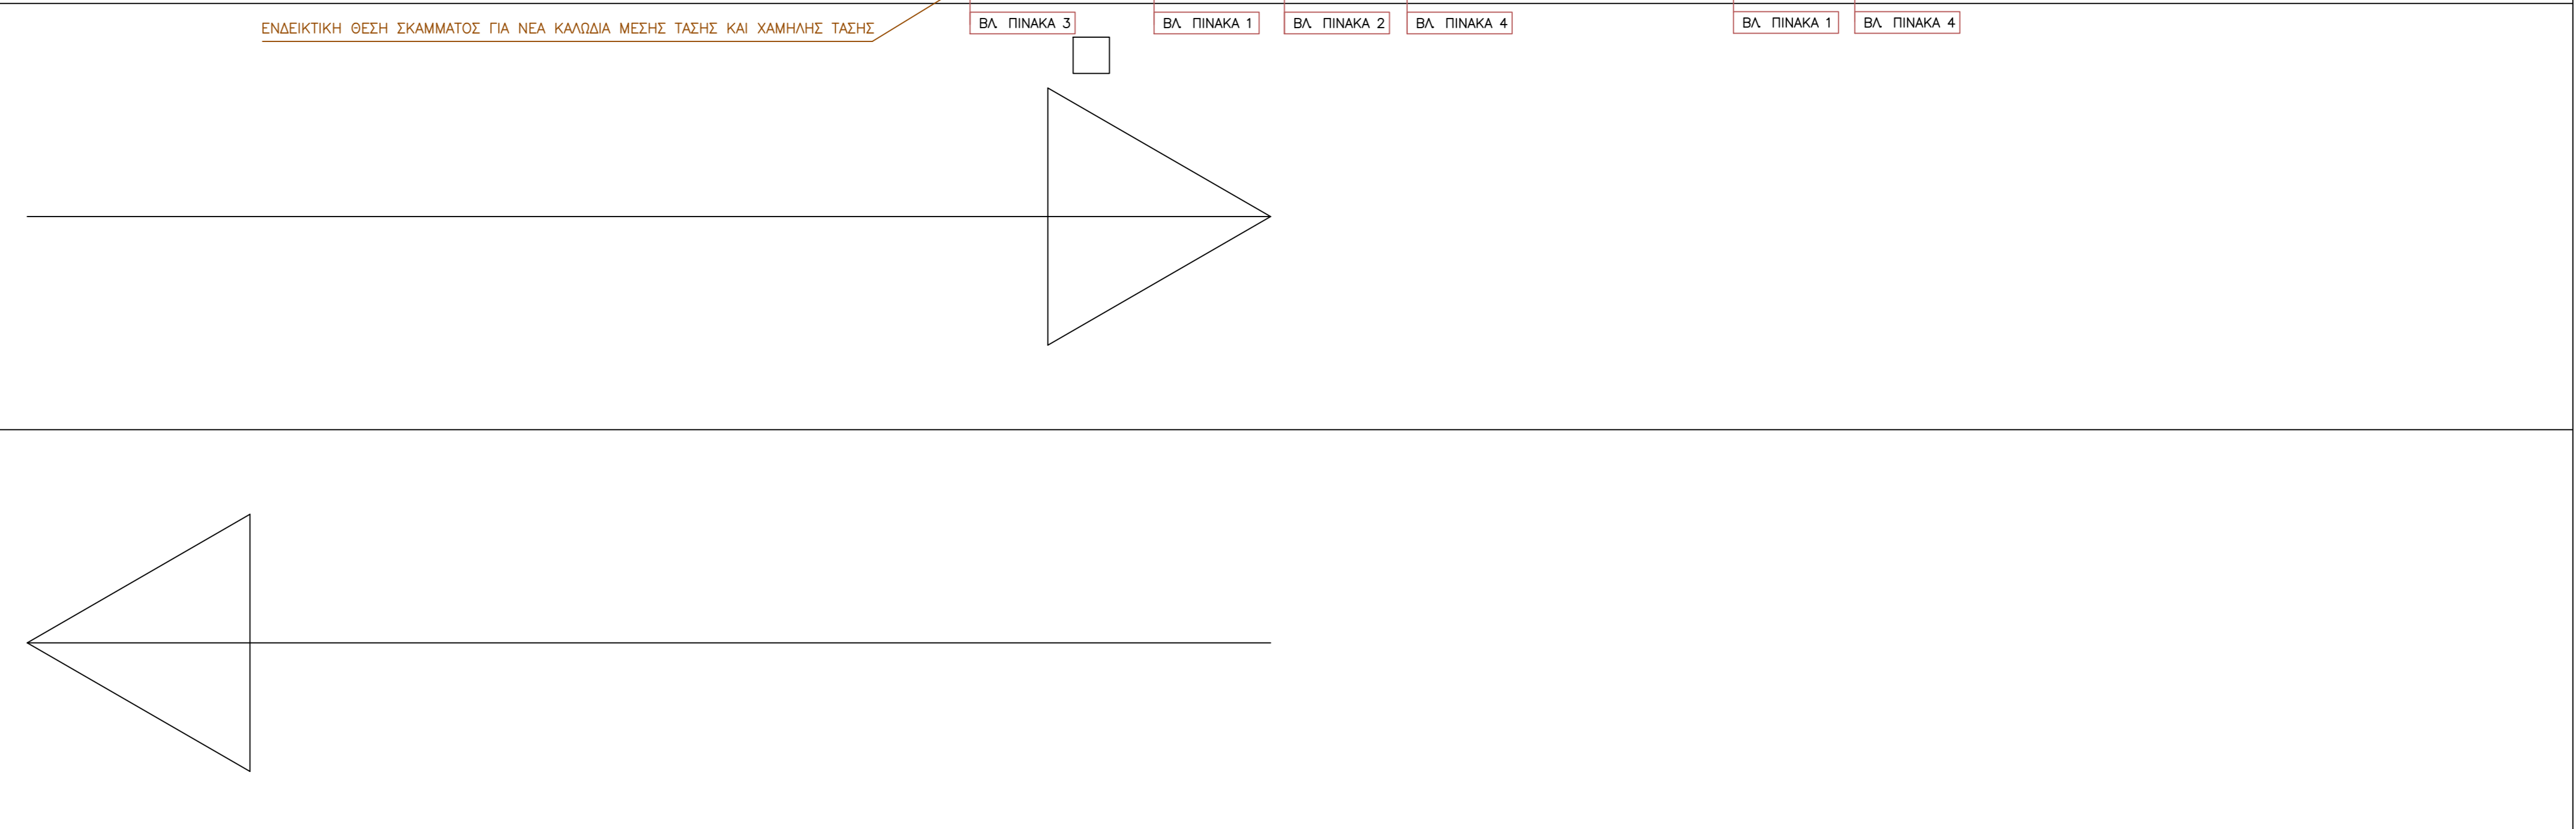 ΕΝΔΕΙΚΤΙΚΗ ΘΕΣΗ ΣΚΑΜΜΑΤΟΣ ΓΙΑ ΝΕΑ ΚΑΛΩΔΙΑ ΜΕΣΗΣ ΤΑΣΗΣ ΚΑΙ ΧΑΜΗΛΗΣ ΤΑΣΗΣ
ΒΛ. ΠΙΝΑΚΑ 3
ΒΛ. ΠΙΝΑΚΑ 1
ΒΛ. ΠΙΝΑΚΑ 2
ΒΛ. ΠΙΝΑΚΑ 4
ΒΛ. ΠΙΝΑΚΑ 1
ΒΛ. ΠΙΝΑΚΑ 4